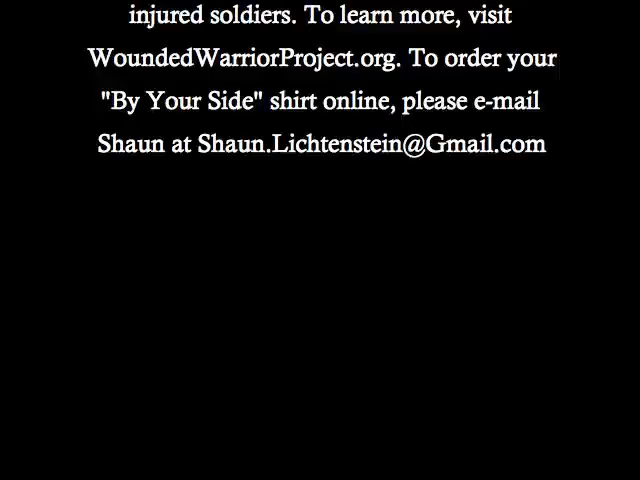 injured soldiers. To learn more, visit
WoundedWarriorProject.org. To order your
"By Your Side" shirt online, please e-mail
Shaun at Shaun.Lichtenstein@Gmail.com